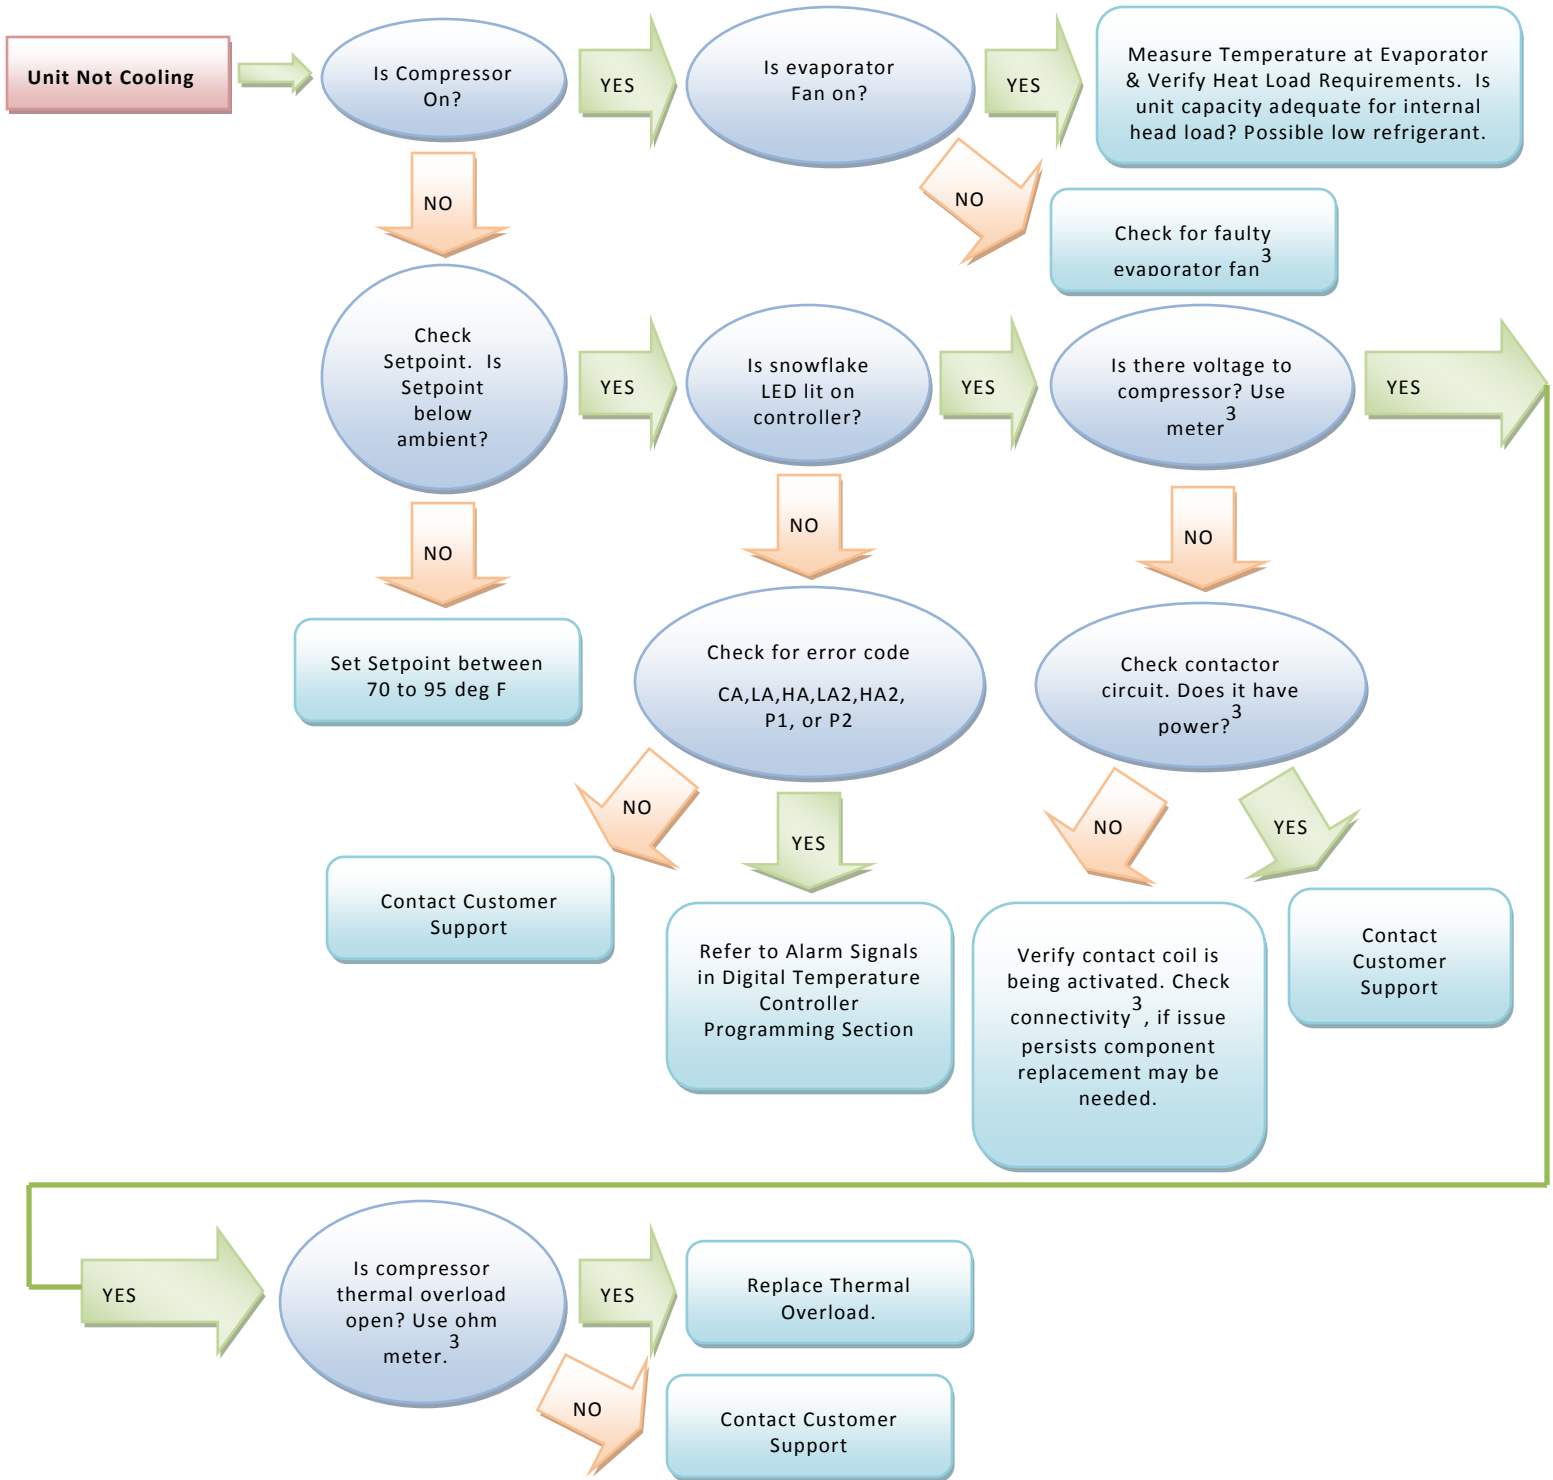 Unit Not Cooling
Is Compressor
On?
YES
Is evaporator
Fan on?
YES
Measure Temperature at Evaporator
& Verify Heat Load Requirements.  Is
unit capacity adequate for internal
head load? Possible low refrigerant.
NO
NO
Check for faulty
evaporator fan3
Check
Setpoint.  Is
Setpoint
below
ambient?
YES
Is snowflake
LED lit on
controller?
YES
Is there voltage to
compressor? Use
meter3
YES
NO
NO
NO
Set Setpoint between
70 to 95 deg F
Check for error code
CA,LA,HA,LA2,HA2,
P1, or P2
Check contactor
circuit. Does it have
power?3
NO
YES
NO
YES
Contact Customer
Support
Refer to Alarm Signals
in Digital Temperature
Controller
Programming Section
Verify contact coil is
being activated. Check
connectivity3, if issue
persists component
replacement may be
needed.
Contact
Customer
Support
YES
Is compressor
thermal overload
open? Use ohm
meter.3
YES
Replace Thermal
Overload.
NO
Contact Customer
Support